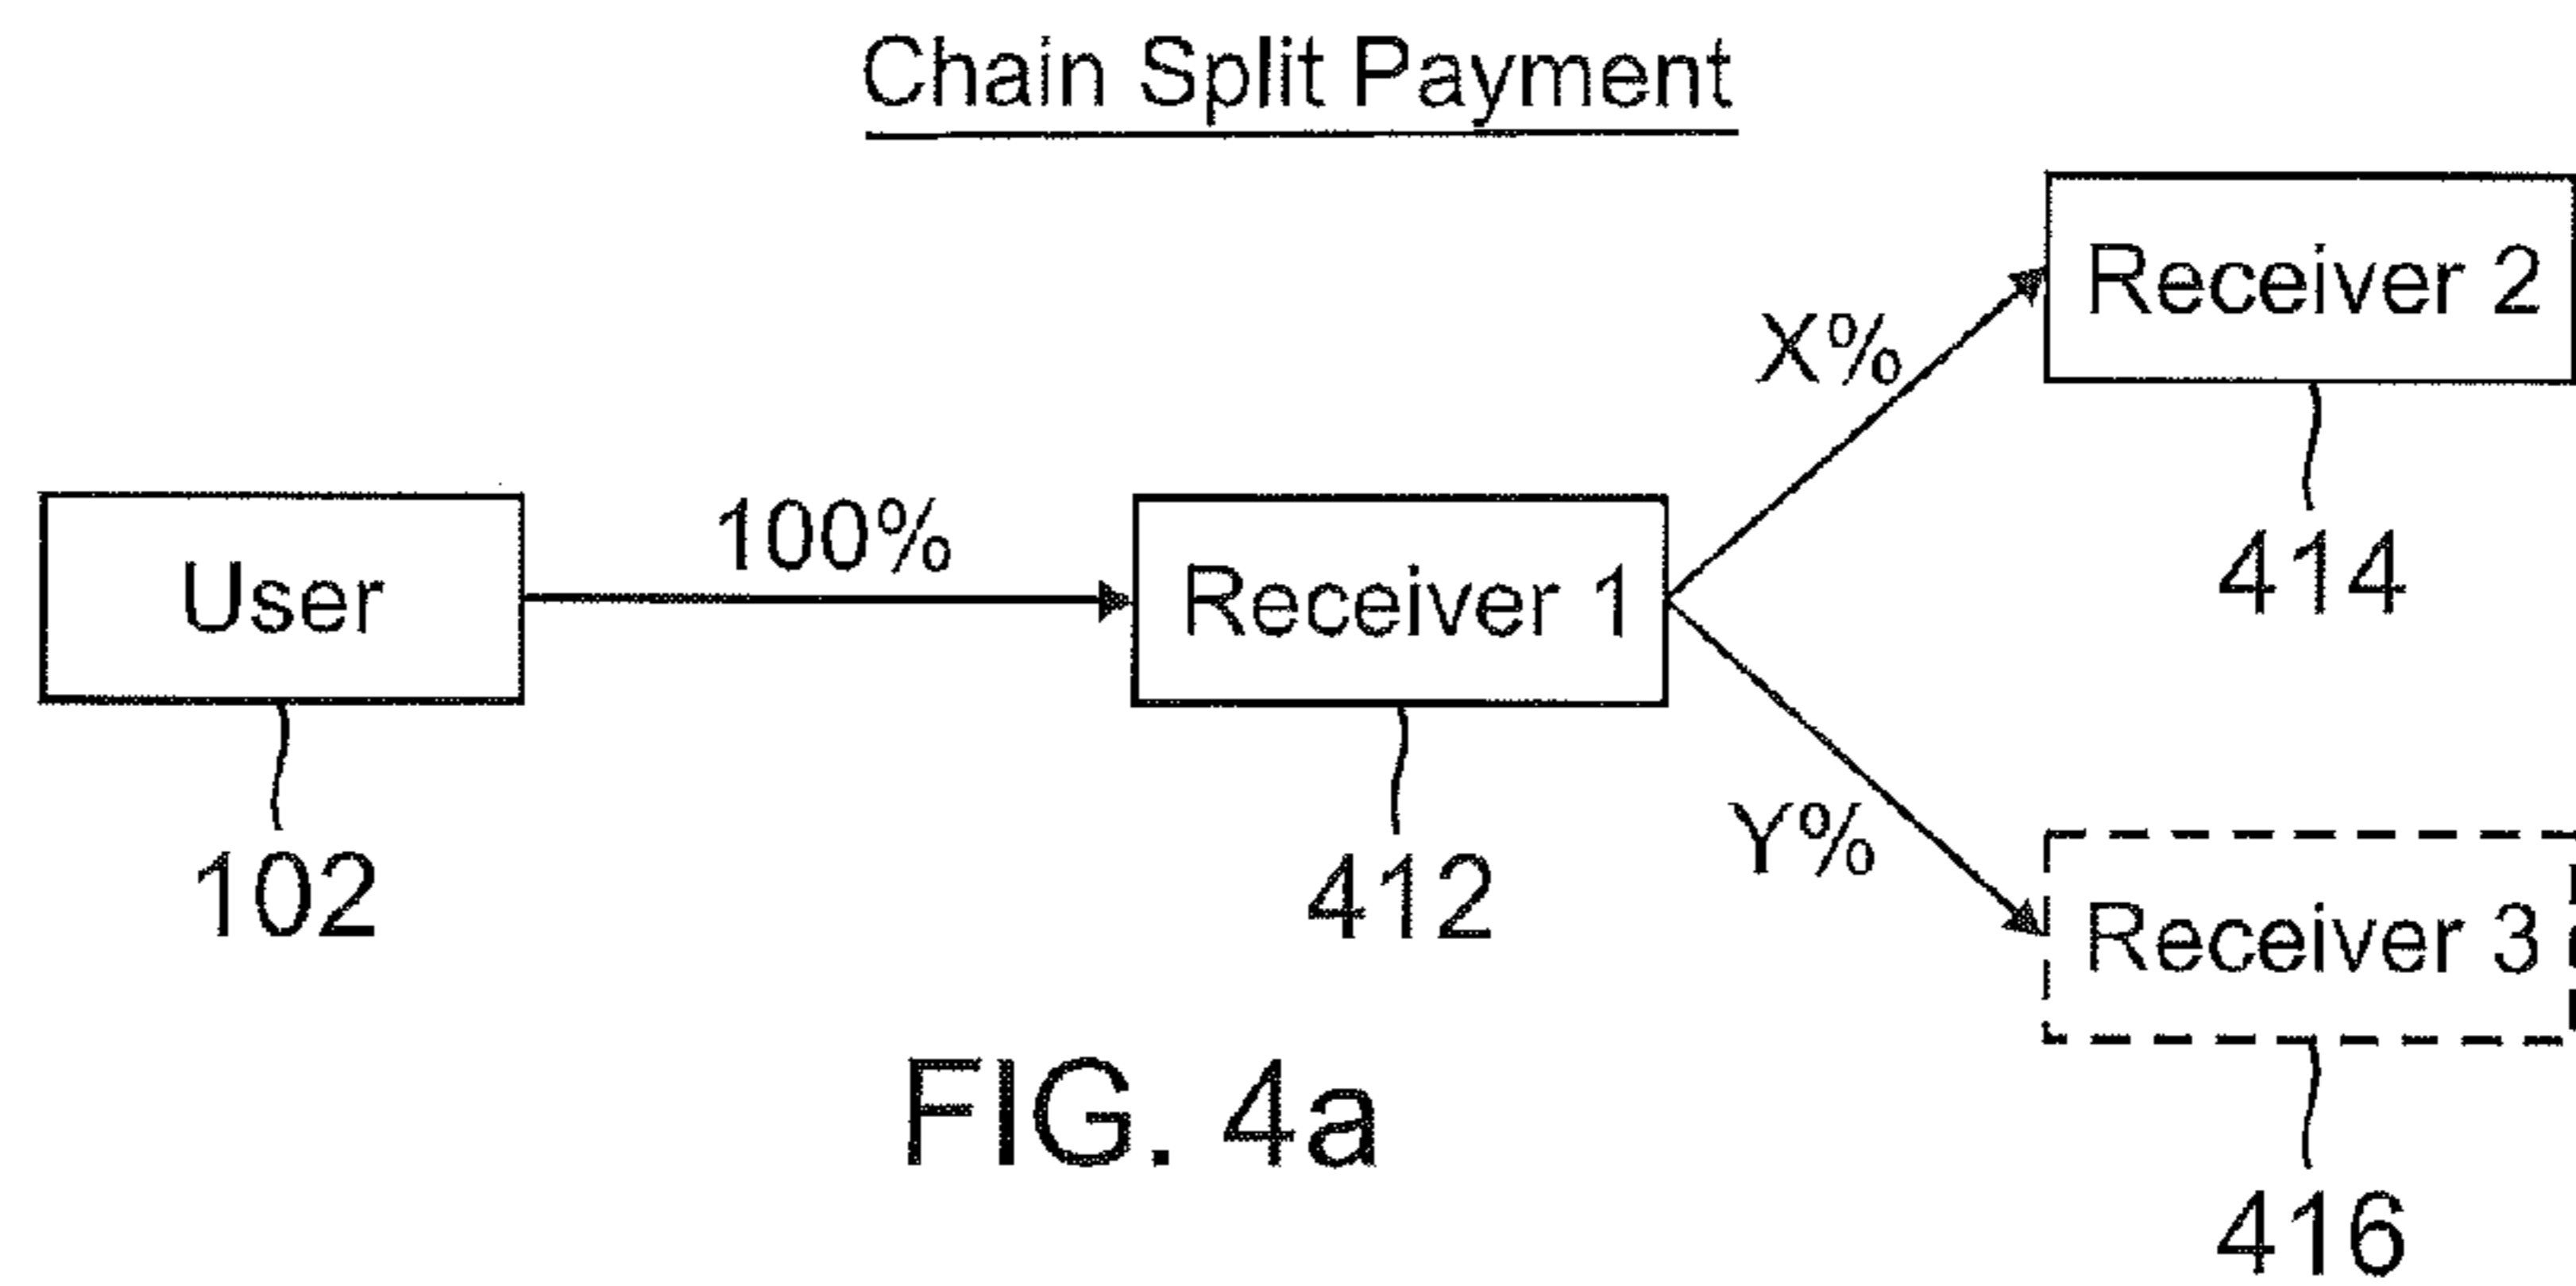 Chain Split Payment
Receiver 2
X%
414
User
100%
Receiver 1
102
412
Y%
Receiver 3
416
FIG. 4a